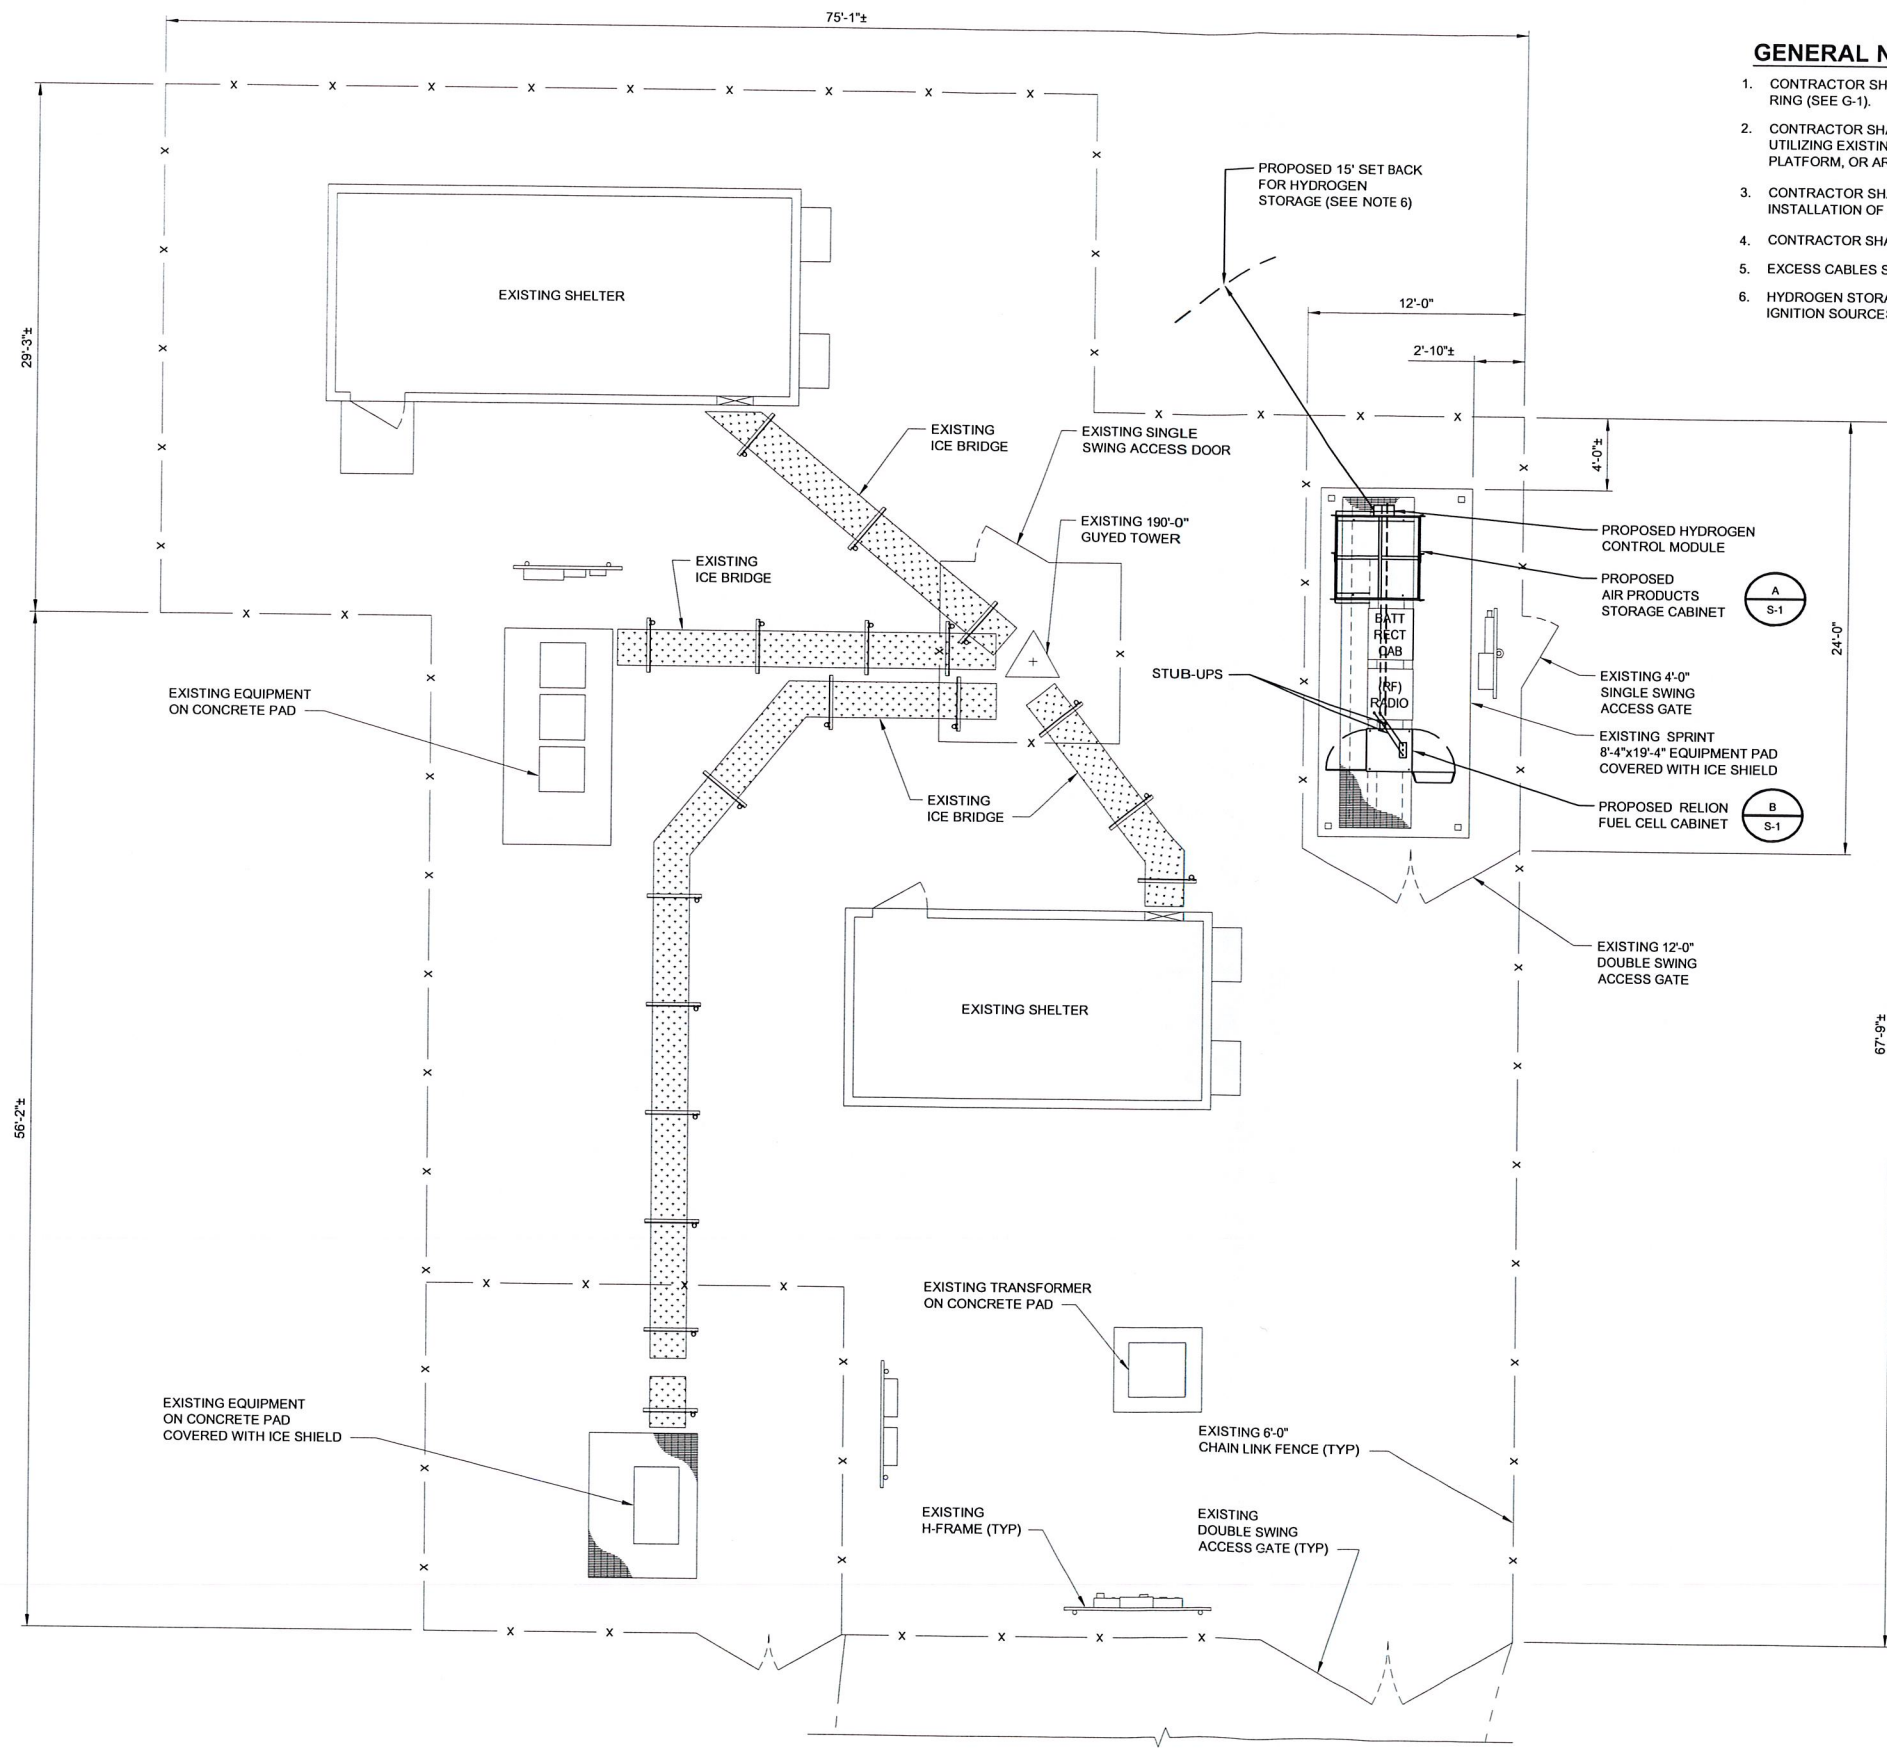 75'-1"±
GENERAL N
1. CONTRACTOR SH
RING (SEE G-1).
2. CONTRACTOR SHA
UTILIZING EXISTIN
PLATFORM, OR AR
3. CONTRACTOR SHA
INSTALLATION OF
4. CONTRACTOR SHA
5. EXCESS CABLES S
6. HYDROGEN STORA
IGNITION SOURCES
PROPOSED 15' SET BACK
FOR HYDROGEN
STORAGE (SEE NOTE 6)
EXISTING SHELTER
12'-0"
2'-10"±
29'-3"±
EXISTING
ICE BRIDGE
EXISTING SINGLE
SWING ACCESS DOOR
4'-0"±
EXISTING 190'-0"
GUYED TOWER
EXISTING
ICE BRIDGE
PROPOSED HYDROGEN
CONTROL MODULE
PROPOSED
AIR PRODUCTS
STORAGE CABINET
A
S-1
BATT
RECT
CAB
24'-0"
STUB-UPS
(RF)
RADIO
EXISTING 4'-0"
SINGLE SWING
ACCESS GATE
EXISTING EQUIPMENT
ON CONCRETE PAD
EXISTING SPRINT
8'-4"x19'-4" EQUIPMENT PAD
COVERED WITH ICE SHIELD
EXISTING
ICE BRIDGE
PROPOSED RELION
FUEL CELL CABINET
B
S-1
EXISTING 12'-0"
DOUBLE SWING
ACCESS GATE
EXISTING SHELTER
67'-9"±
56'-2"±
EXISTING TRANSFORMER
ON CONCRETE PAD
EXISTING EQUIPMENT
ON CONCRETE PAD
COVERED WITH ICE SHIELD
EXISTING 6'-0"
CHAIN LINK FENCE (TYP)
EXISTING
H-FRAME (TYP)
EXISTING
DOUBLE SWING
ACCESS GATE (TYP)